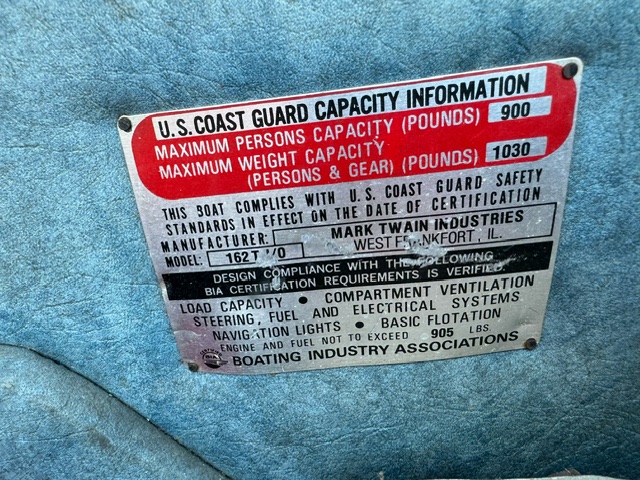 U.S. COAST GUARD CAPACITY INFORMATION
MAXIMUM PERSONS CAPACITY (POUNDS) 900
MAXIMUM WEIGHT CAPACITY
(PERSONS & GEAR) (POUNDS) 1030
THIS BOAT COMPLIES WITH U.S. COAST GUARD SAFETY
STANDARDS IN EFFECT ON THE DATE OF CERTIFICATION
MANUFACTURER: MARK TWAIN INDUSTRIES
WEST FRANKFORT, IL.
MODEL: 162T I/O
DESIGN COMPLIANCE WITH THE FOLLOWING
BIA CERTIFICATION REQUIREMENTS IS VERIFIED.
LOAD CAPACITY • COMPARTMENT VENTILATION
STEERING, FUEL AND ELECTRICAL SYSTEMS
NAVIGATION LIGHTS • BASIC FLOTATION
ENGINE AND FUEL NOT TO EXCEED 905 LBS.
BIA BOATING INDUSTRY ASSOCIATIONS